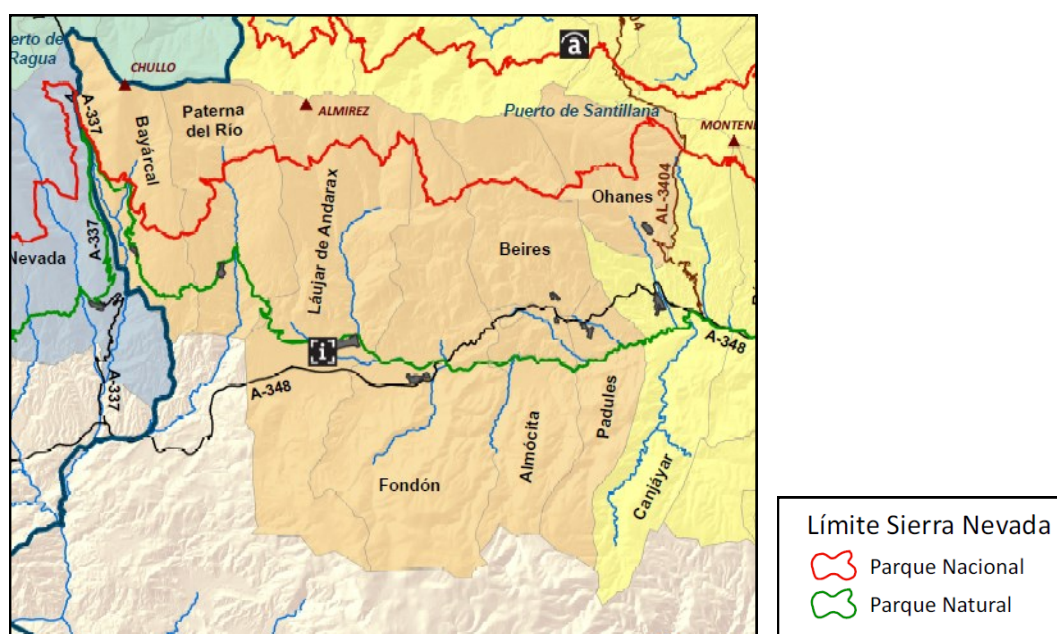 erto de
Ragua
CHULLO
A-337
Bayárcal
Paterna
del Río
ALMIREZ
Puerto de Santillana
MONTENE
a
AL-3404
Ohanes
A-337
Nevada
Láujar de Andarax
Beires
i
A-348
A-337
A-348
Fondón
Almócita
Padules
Canjáyar
Límite Sierra Nevada
Parque Nacional
Parque Natural